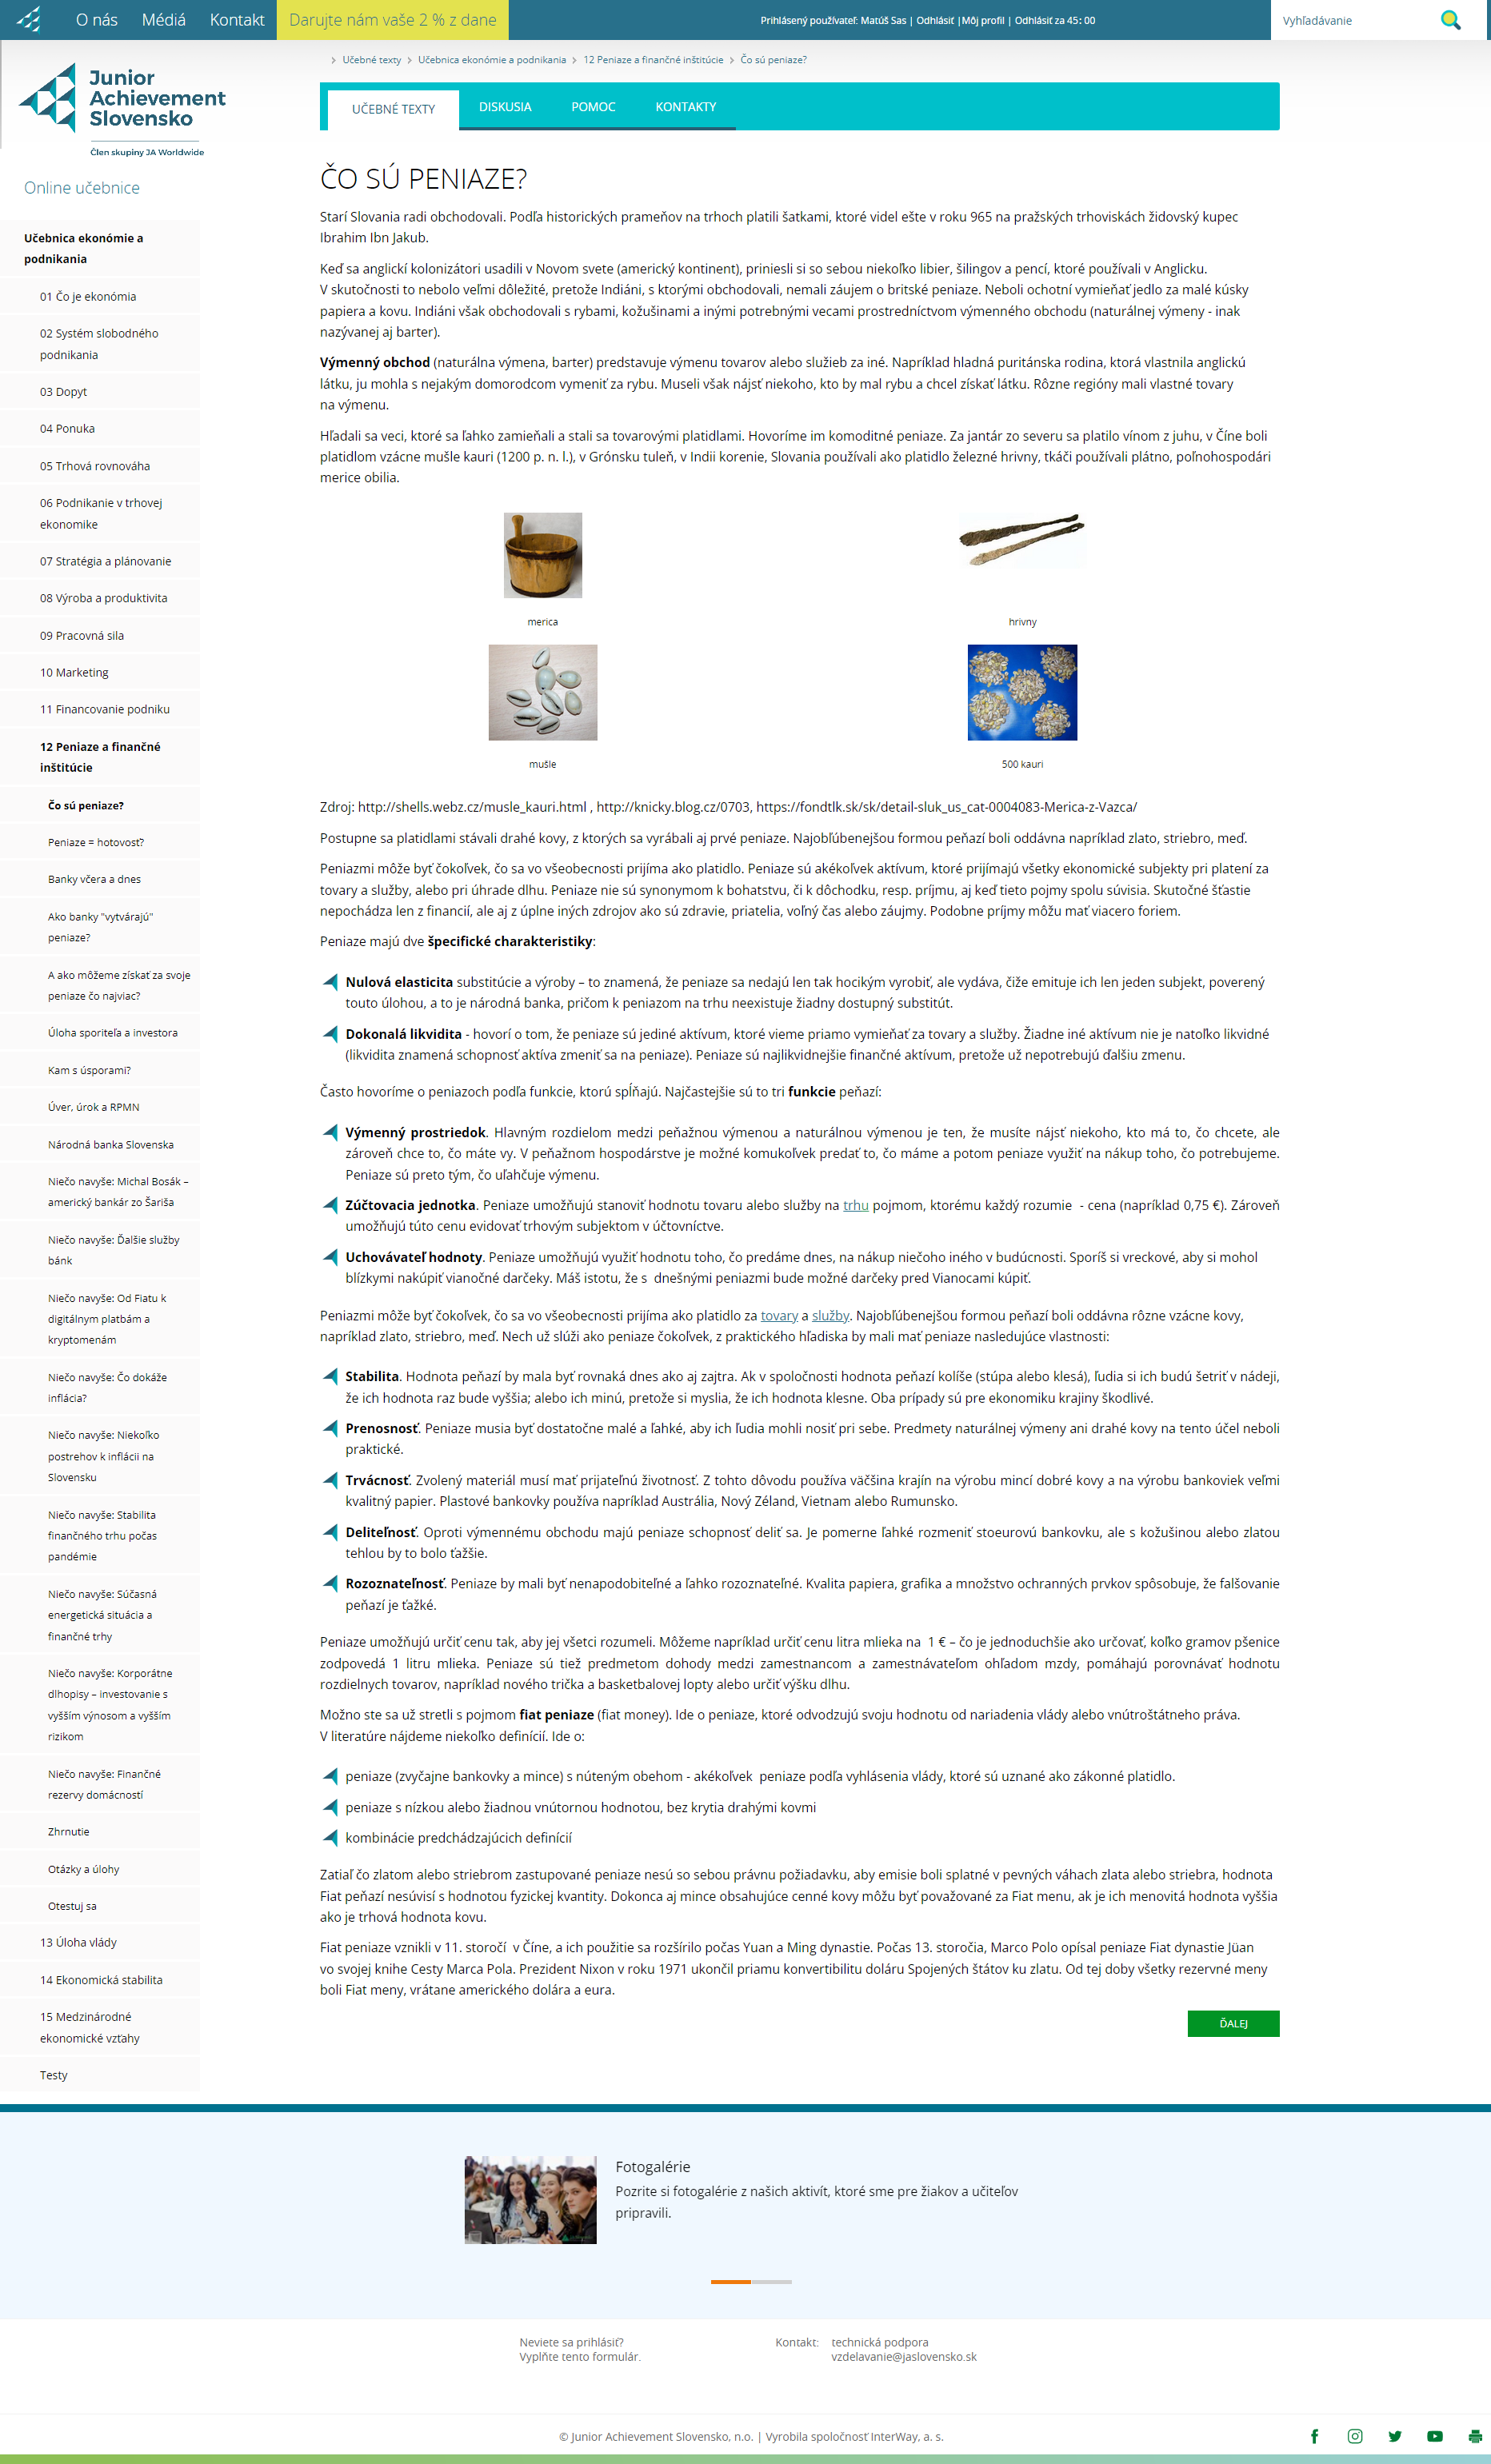 O nás Médiá Kontakt Darujte nám vaše 2 % z dane
Prihlásený používateľ: Matúš Sas | Odhlásiť |Môj profil | Odhlásiť za 45: 00
Vyhľadávanie
Junior
Achievement
Slovensko
Člen skupiny JA Worldwide
Učebné texty Učebnica ekonómie a podnikania 12 Peniaze a finančné inštitúcie Čo sú peniaze?
UČEBNÉ TEXTY DISKUSIA POMOC KONTAKTY
Online učebnice
Učebnica ekonómie a
podnikania
01 Čo je ekonómia
02 Systém slobodného
podnikania
03 Dopyt
04 Ponuka
05 Trhová rovnováha
06 Podnikanie v trhovej
ekonomike
07 Stratégia a plánovanie
08 Výroba a produktivita
09 Pracovná sila
10 Marketing
11 Financovanie podniku
12 Peniaze a finančné
inštitúcie
Čo sú peniaze?
Peniaze = hotovosť?
Banky včera a dnes
Ako banky "vytvárajú"
peniaze?
A ako môžeme získať za svoje
peniaze čo najviac?
Úloha sporiteľa a investora
Kam s úsporami?
Úver, úrok a RPMN
Národná banka Slovenska
Niečo navyše: Michal Bosák –
americký bankár zo Šariša
Niečo navyše: Ďalšie služby
bánk
Niečo navyše: Od Fiatu k
digitálnym platbám a
kryptomenám
Niečo navyše: Čo dokáže
inflácia?
Niečo navyše: Niekoľko
postrehov k inflácii na
Slovensku
Niečo navyše: Stabilita
finančného trhu počas
pandémie
Niečo navyše: Súčasná
energetická situácia a
finančné trhy
Niečo navyše: Korporátne
dlhopisy – investovanie s
vyšším výnosom a vyšším
rizikom
Niečo navyše: Finančné
rezervy domácností
Zhrnutie
Otázky a úlohy
Otestuj sa
13 Úloha vlády
14 Ekonomická stabilita
15 Medzinárodné
ekonomické vzťahy
Testy
ČO SÚ PENIAZE?
Starí Slovania radi obchodovali. Podľa historických prameňov na trhoch platili šatkami, ktoré videl ešte v roku 965 na pražských trhoviskách židovský kupec
Ibrahim Ibn Jakub.
Keď sa anglickí kolonizátori usadili v Novom svete (americký kontinent), priniesli si so sebou niekoľko libier, šilingov a pencí, ktoré používali v Anglicku.
V skutočnosti to nebolo veľmi dôležité, pretože Indiáni, s ktorými obchodovali, nemali záujem o britské peniaze. Neboli ochotní vymieňať jedlo za malé kúsky
papiera a kovu. Indiáni však obchodovali s rybami, kožušinami a inými potrebnými vecami prostredníctvom výmenného obchodu (naturálnej výmeny - inak
nazývanej aj barter).
Výmenný obchod (naturálna výmena, barter) predstavuje výmenu tovarov alebo služieb za iné. Napríklad hladná puritánska rodina, ktorá vlastnila anglickú
látku, ju mohla s nejakým domorodcom vymeniť za rybu. Museli však nájsť niekoho, kto by mal rybu a chcel získať látku. Rôzne regióny mali vlastné tovary
na výmenu.
Hľadali sa veci, ktoré sa ľahko zamieňali a stali sa tovarovými platidlami. Hovoríme im komoditné peniaze. Za jantár zo severu sa platilo vínom z juhu, v Číne boli
platidlom vzácne mušle kauri (1200 p. n. l.), v Grónsku tuleň, v Indii korenie, Slovania používali ako platidlo železné hrivny, tkáči používali plátno, poľnohospodári
merice obilia.
merica hrivny
mušle 500 kauri
Zdroj: http://shells.webz.cz/musle_kauri.html , http://knicky.blog.cz/0703, https://fondtlk.sk/sk/detail-sluk_us_cat-0004083-Merica-z-Vazca/
Postupne sa platidlami stávali drahé kovy, z ktorých sa vyrábali aj prvé peniaze. Najobľúbenejšou formou peňazí boli oddávna napríklad zlato, striebro, meď.
Peniazmi môže byť čokoľvek, čo sa vo všeobecnosti prijíma ako platidlo. Peniaze sú akékoľvek aktívum, ktoré prijímajú všetky ekonomické subjekty pri platení za
tovary a služby, alebo pri úhrade dlhu. Peniaze nie sú synonymom k bohatstvu, či k dôchodku, resp. príjmu, aj keď tieto pojmy spolu súvisia. Skutočné šťastie
nepochádza len z financií, ale aj z úplne iných zdrojov ako sú zdravie, priatelia, voľný čas alebo záujmy. Podobne príjmy môžu mať viacero foriem.
Peniaze majú dve špecifické charakteristiky:
Nulová elasticita substitúcie a výroby – to znamená, že peniaze sa nedajú len tak hocikým vyrobiť, ale vydáva, čiže emituje ich len jeden subjekt, poverený
touto úlohou, a to je národná banka, pričom k peniazom na trhu neexistuje žiadny dostupný substitút.
Dokonalá likvidita - hovorí o tom, že peniaze sú jediné aktívum, ktoré vieme priamo vymieňať za tovary a služby. Žiadne iné aktívum nie je natoľko likvidné
(likvidita znamená schopnosť aktíva zmeniť sa na peniaze). Peniaze sú najlikvidnejšie finančné aktívum, pretože už nepotrebujú ďalšiu zmenu.
Často hovoríme o peniazoch podľa funkcie, ktorú spĺňajú. Najčastejšie sú to tri funkcie peňazí:
Výmenný prostriedok. Hlavným rozdielom medzi peňažnou výmenou a naturálnou výmenou je ten, že musíte nájsť niekoho, kto má to, čo chcete, ale
zároveň chce to, čo máte vy. V peňažnom hospodárstve je možné komukoľvek predať to, čo máme a potom peniaze využiť na nákup toho, čo potrebujeme.
Peniaze sú preto tým, čo uľahčuje výmenu.
Zúčtovacia jednotka. Peniaze umožňujú stanoviť hodnotu tovaru alebo služby na trhu pojmom, ktorému každý rozumie - cena (napríklad 0,75 €). Zároveň
umožňujú túto cenu evidovať trhovým subjektom v účtovníctve.
Uchovávateľ hodnoty. Peniaze umožňujú využiť hodnotu toho, čo predáme dnes, na nákup niečoho iného v budúcnosti. Sporíš si vreckové, aby si mohol
blízkymi nakúpiť vianočné darčeky. Máš istotu, že s dnešnými peniazmi bude možné darčeky pred Vianocami kúpiť.
Peniazmi môže byť čokoľvek, čo sa vo všeobecnosti prijíma ako platidlo za tovary a služby. Najobľúbenejšou formou peňazí boli oddávna rôzne vzácne kovy,
napríklad zlato, striebro, meď. Nech už slúži ako peniaze čokoľvek, z praktického hľadiska by mali mať peniaze nasledujúce vlastnosti:
Stabilita. Hodnota peňazí by mala byť rovnaká dnes ako aj zajtra. Ak v spoločnosti hodnota peňazí kolíše (stúpa alebo klesá), ľudia si ich budú šetriť v nádeji,
že ich hodnota raz bude vyššia; alebo ich minú, pretože si myslia, že ich hodnota klesne. Oba prípady sú pre ekonomiku krajiny škodlivé.
Prenosnosť. Peniaze musia byť dostatočne malé a ľahké, aby ich ľudia mohli nosiť pri sebe. Predmety naturálnej výmeny ani drahé kovy na tento účel neboli
praktické.
Trvácnosť. Zvolený materiál musí mať prijateľnú životnosť. Z tohto dôvodu používa väčšina krajín na výrobu mincí dobré kovy a na výrobu bankoviek veľmi
kvalitný papier. Plastové bankovky používa napríklad Austrália, Nový Zéland, Vietnam alebo Rumunsko.
Deliteľnosť. Oproti výmennému obchodu majú peniaze schopnosť deliť sa. Je pomerne ľahké rozmeniť stoeurovú bankovku, ale s kožušinou alebo zlatou
tehlou by to bolo ťažšie.
Rozoznateľnosť. Peniaze by mali byť nenapodobiteľné a ľahko rozoznateľné. Kvalita papiera, grafika a množstvo ochranných prvkov spôsobuje, že falšovanie
peňazí je ťažké.
Peniaze umožňujú určiť cenu tak, aby jej všetci rozumeli. Môžeme napríklad určiť cenu litra mlieka na 1 € – čo je jednoduchšie ako určovať, koľko gramov pšenice
zodpovedá 1 litru mlieka. Peniaze sú tiež predmetom dohody medzi zamestnancom a zamestnávateľom ohľadom mzdy, pomáhajú porovnávať hodnotu
rozdielnych tovarov, napríklad nového trička a basketbalovej lopty alebo určiť výšku dlhu.
Možno ste sa už stretli s pojmom fiat peniaze (fiat money). Ide o peniaze, ktoré odvodzujú svoju hodnotu od nariadenia vlády alebo vnútroštátneho práva.
V literatúre nájdeme niekoľko definícií. Ide o:
peniaze (zvyčajne bankovky a mince) s núteným obehom - akékoľvek peniaze podľa vyhlásenia vlády, ktoré sú uznané ako zákonné platidlo.
peniaze s nízkou alebo žiadnou vnútornou hodnotou, bez krytia drahými kovmi
kombinácie predchádzajúcich definícií
Zatiaľ čo zlatom alebo striebrom zastupované peniaze nesú so sebou právnu požiadavku, aby emisie boli splatné v pevných váhach zlata alebo striebra, hodnota
Fiat peňazí nesúvisí s hodnotou fyzickej kvantity. Dokonca aj mince obsahujúce cenné kovy môžu byť považované za Fiat menu, ak je ich menovitá hodnota vyššia
ako je trhová hodnota kovu.
Fiat peniaze vznikli v 11. storočí v Číne, a ich použitie sa rozšírilo počas Yuan a Ming dynastie. Počas 13. storočia, Marco Polo opísal peniaze Fiat dynastie Jüan
vo svojej knihe Cesty Marca Pola. Prezident Nixon v roku 1971 ukončil priamu konvertibilitu doláru Spojených štátov ku zlatu. Od tej doby všetky rezervné meny
boli Fiat meny, vrátane amerického dolára a eura.
ĎALEJ
Fotogalérie
Pozrite si fotogalérie z našich aktivít, ktoré sme pre žiakov a učiteľov
pripravili.
Neviete sa prihlásiť? Kontakt: technická podpora
Vyplňte tento formulár. vzdelavanie@jaslovensko.sk
© Junior Achievement Slovensko, n.o. | Vyrobila spoločnosť InterWay, a. s.